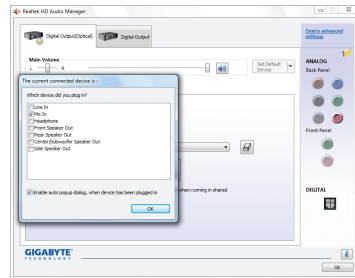 Realtek HD Audio Manager
Digital Output(Optical)
Digital Output
Device advanced
settings
Main Volume
L
R
Set Default
Device
ANALOG
Back Panel
The current connected device is :
Which device did you plug in?
Line In
Mic In
Headphone
Front Speaker Out
Rear Speaker Out
Center/Subwoofer Speaker Out
Side Speaker Out
Front Panel
when running in shared
Enable auto popup dialog, when device has been plugged in
OK
DIGITAL
GIGABYTE
TECHNOLOGY
OK